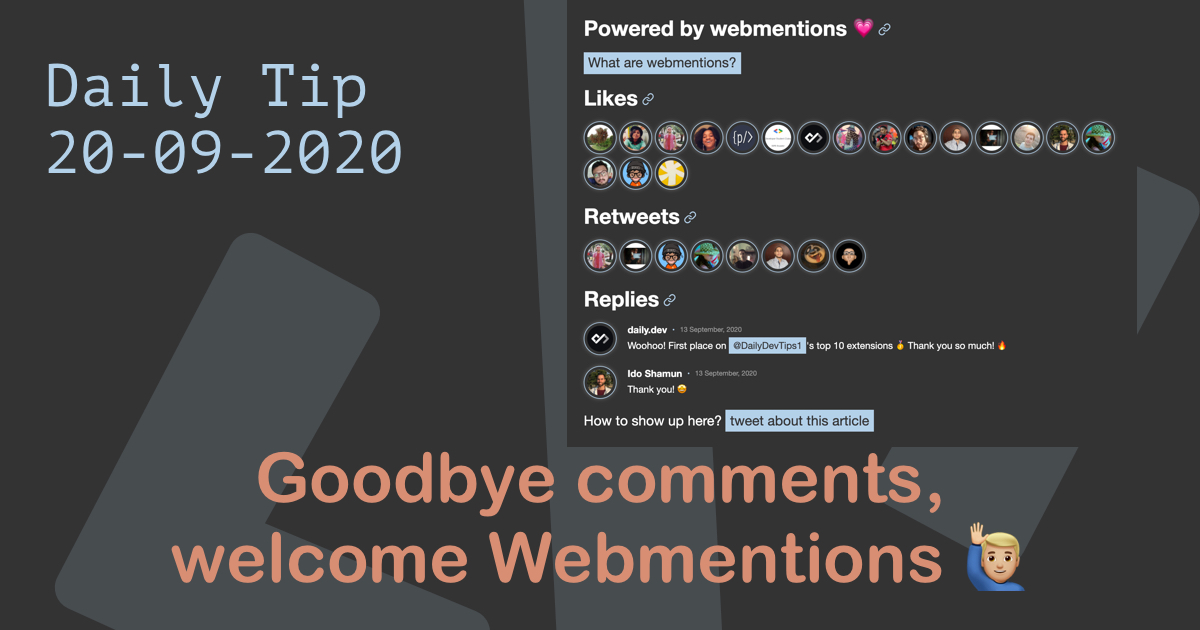 Daily Tip
20-09-2020
Powered by webmentions 💗
What are webmentions?
Likes
{p/>
Retweets
Replies
daily.dev • 13 September, 2020
Woohoo! First place on @DailyDevTips1's top 10 extensions 🥇 Thank you so much! 🔥
Ido Shamun • 13 September, 2020
Thank you! 🤩
How to show up here? tweet about this article
Goodbye comments,
welcome Webmentions 🙋🏼‍♂️